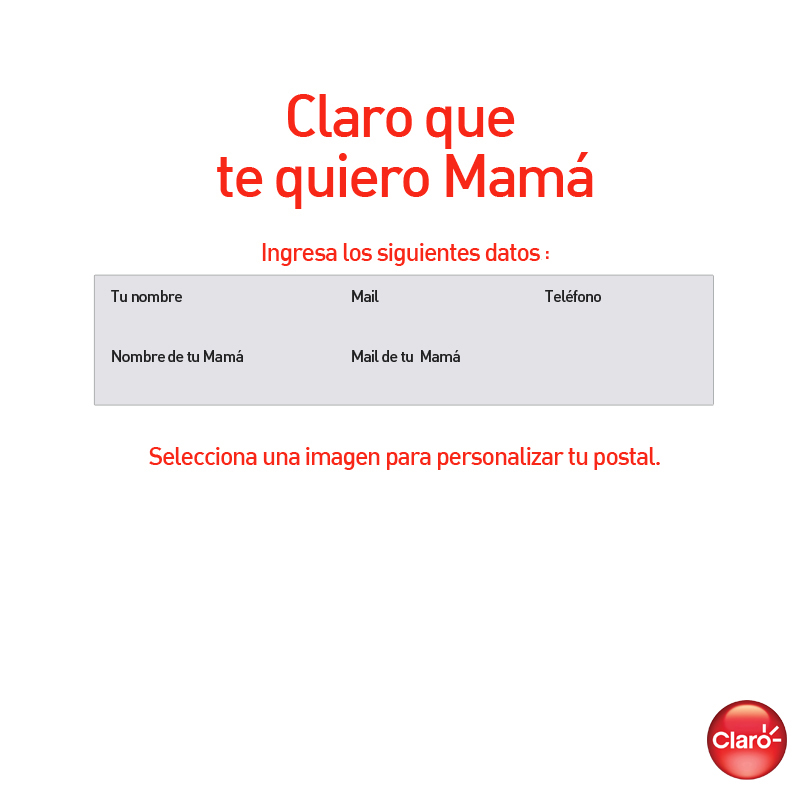 Claro que
te quiero Mamá
Ingresa los siguientes datos :
Tu nombre Mail Teléfono
Nombre de tu Mamá Mail de tu Mamá
Selecciona una imagen para personalizar tu postal.
Claro